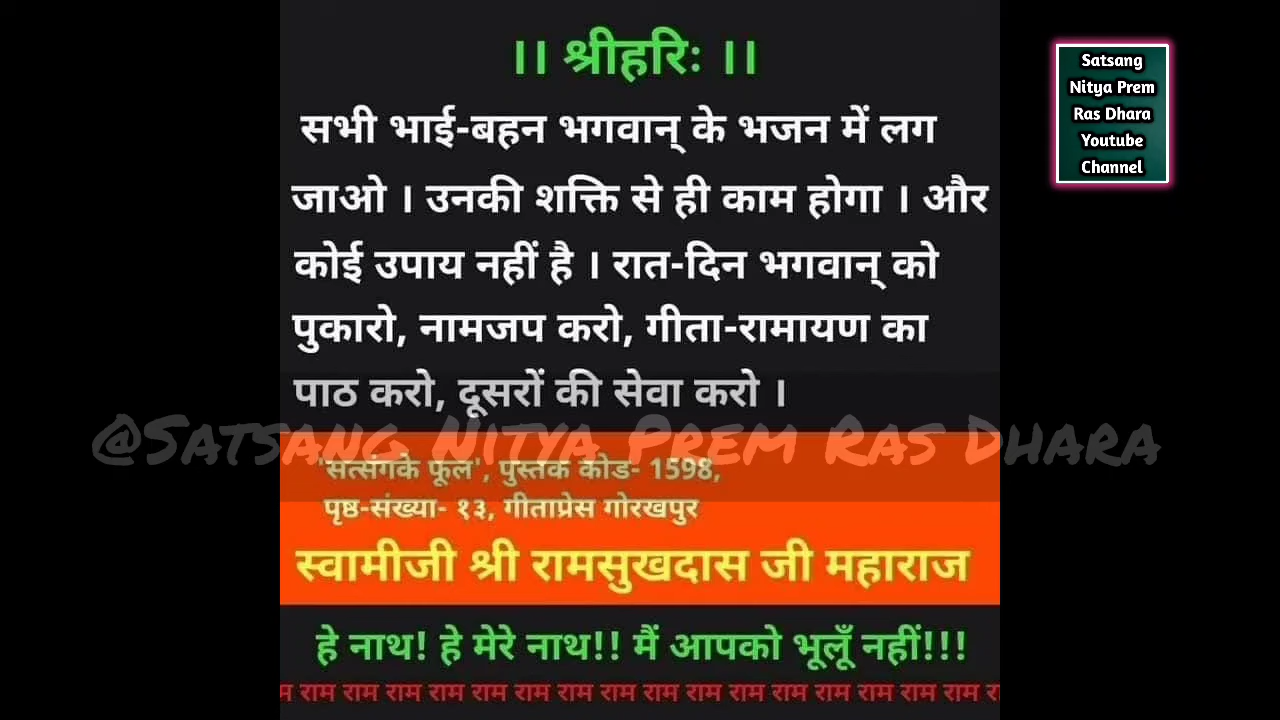 ।। श्रीहरिः ।।
सभी भाई-बहन भगवान् के भजन में लग
जाओ । उनकी शक्ति से ही काम होगा । और
कोई उपाय नहीं है । रात-दिन भगवान् को
पुकारो, नामजप करो, गीता-रामायण का
पाठ करो, दूसरों की सेवा करो ।
@Satsang Nitya Prem Ras Dhara
'सत्संगके फूल', पुस्तक कोड- 1598,
पृष्ठ-संख्या- १३, गीताप्रेस गोरखपुर
स्वामीजी श्री रामसुखदास जी महाराज
हे नाथ! हे मेरे नाथ!! मैं आपको भूलूँ नहीं!!!
म राम राम राम राम राम राम राम राम राम राम राम राम राम राम राम राम रा
Satsang
Nitya Prem
Ras Dhara
Youtube
Channel